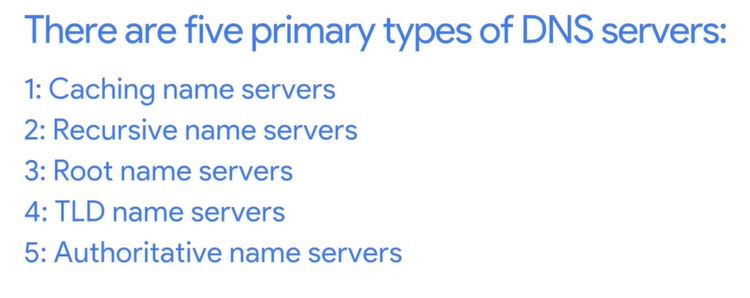 There are five primary types of DNS servers:
1: Caching name servers
2: Recursive name servers
3: Root name servers
4: TLD name servers
5: Authoritative name servers